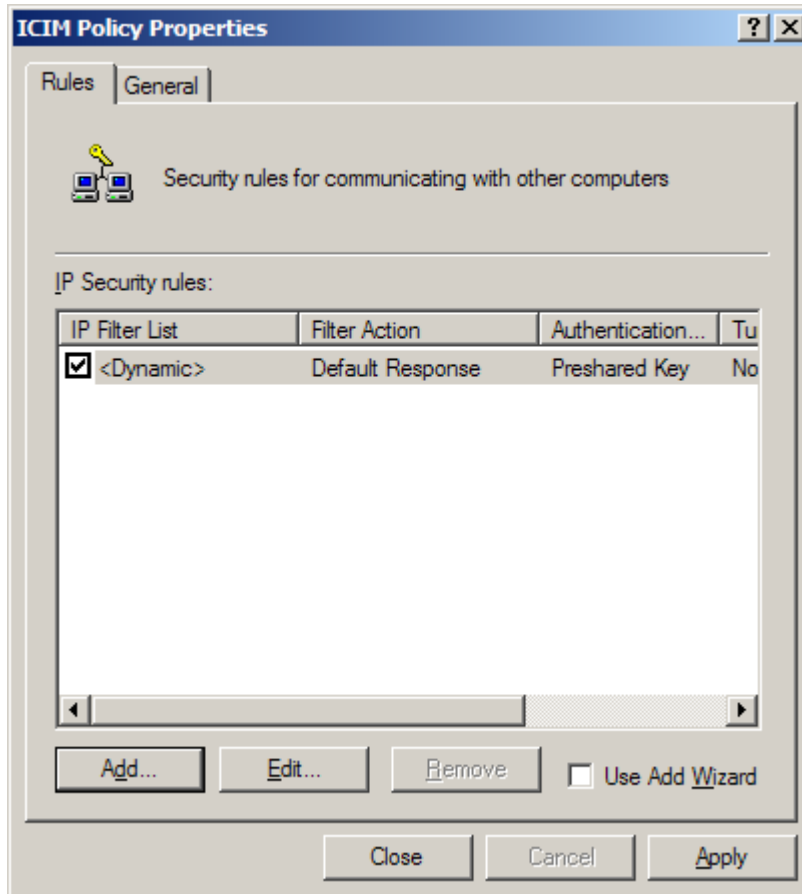 ICIM Policy Properties
Rules General
Security rules for communicating with other computers
IP Security rules:
IP Filter List Filter Action Authentication... Tu
<Dynamic> Default Response Preshared Key No
Add... Edit... Remove Use Add Wizard
Close Cancel Apply